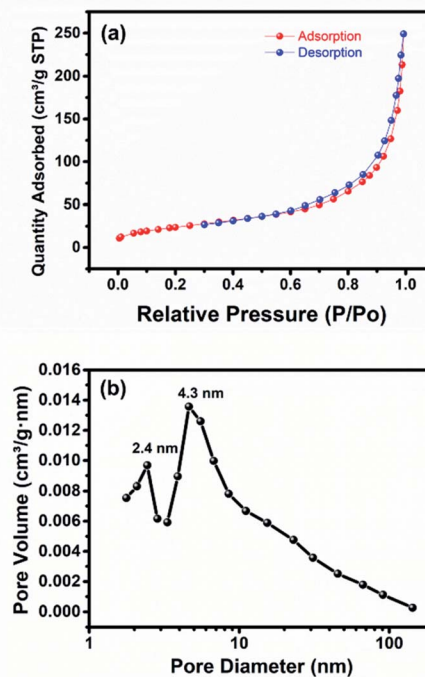 (a)
Adsorption
Desorption
Quantity Adsorbed (cm³/g STP)
250
200
150
100
50
0
0.0 0.2 0.4 0.6 0.8 1.0
Relative Pressure (P/Po)
(b)
4.3 nm
2.4 nm
Pore Volume (cm³/g·nm)
0.016
0.014
0.012
0.010
0.008
0.006
0.004
0.002
0.000
1 10 100
Pore Diameter (nm)